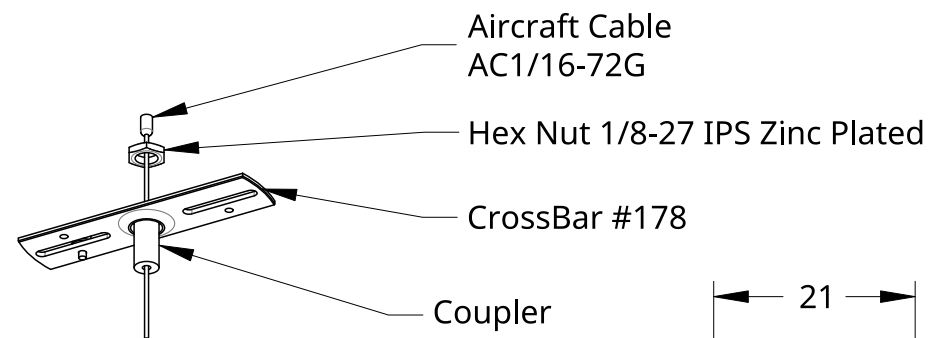 Aircraft Cable
AC1/16-72G
Hex Nut 1/8-27 IPS Zinc Plated
CrossBar #178
21
Coupler